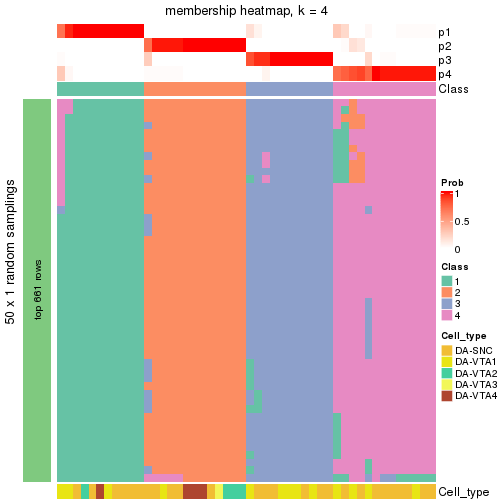 membership heatmap, k = 4
p1
p2
p3
p4
Class
50 x 1 random samplings
top 661 rows
Prob
1
0.5
0
Class
1
2
3
4
Cell_type
DA-SNC
DA-VTA1
DA-VTA2
DA-VTA3
DA-VTA4
Cell_type